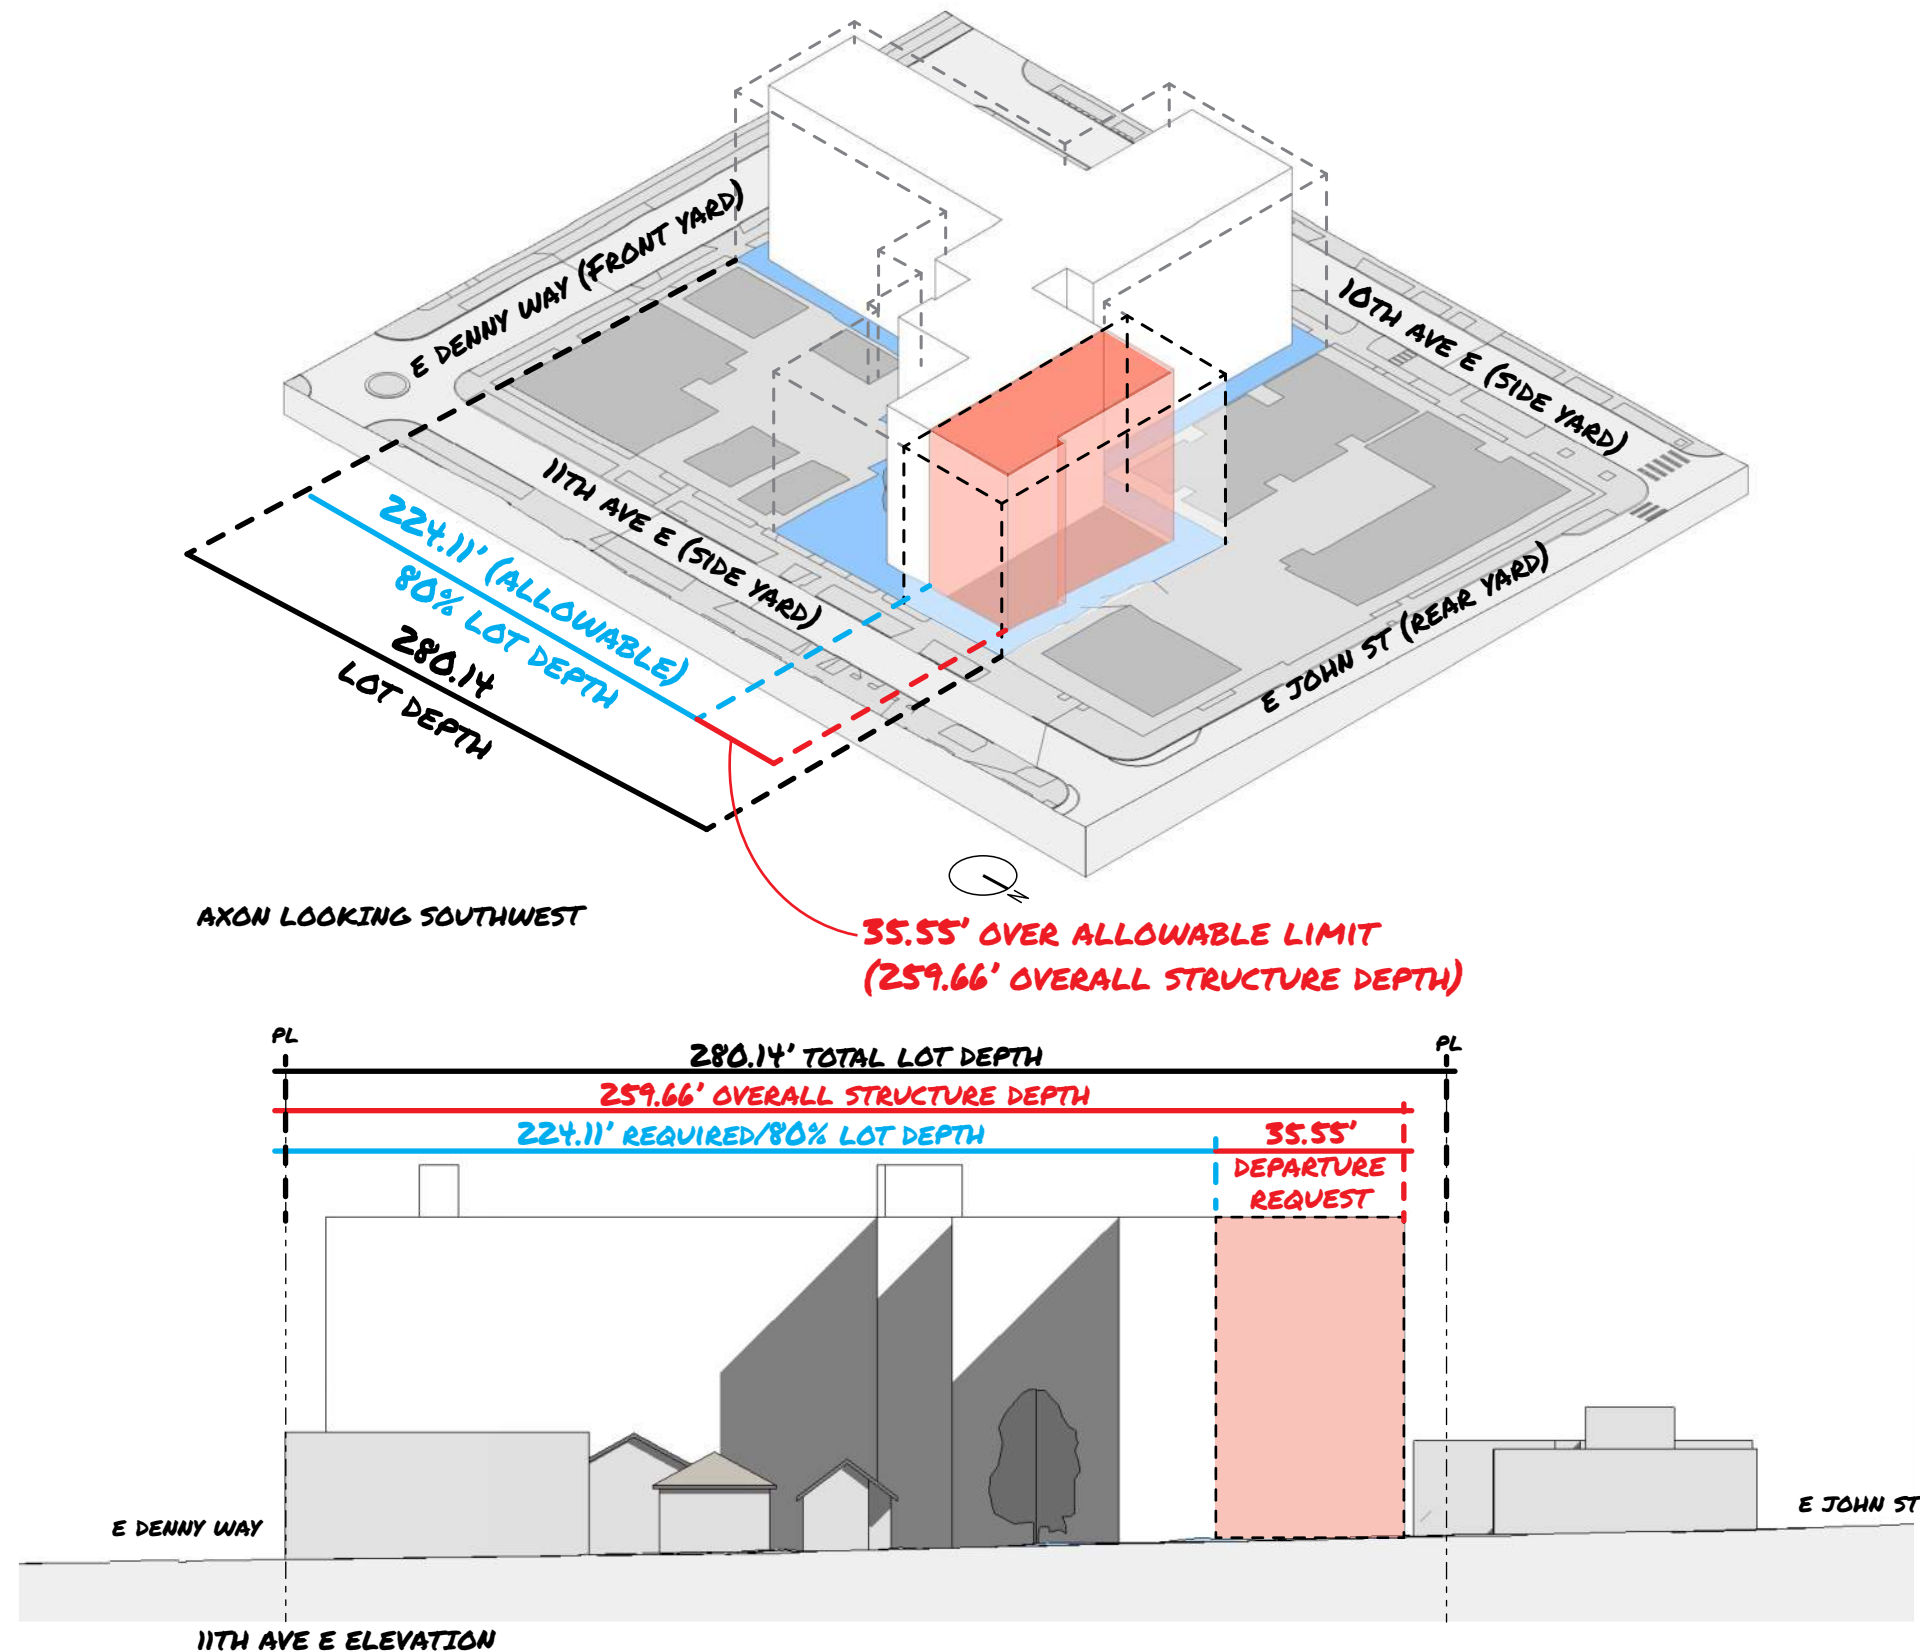 E DENNY WAY (FRONT YARD)
10TH AVE E (SIDE YARD)
11TH AVE E (SIDE YARD)
E JOHN ST (REAR YARD)
224.11' (ALLOWABLE)
80% LOT DEPTH
280.14
LOT DEPTH
N
AXON LOOKING SOUTHWEST
35.55' OVER ALLOWABLE LIMIT
(259.66' OVERALL STRUCTURE DEPTH)
PL
PL
280.14' TOTAL LOT DEPTH
259.66' OVERALL STRUCTURE DEPTH
224.11' REQUIRED/80% LOT DEPTH
35.55'
DEPARTURE
REQUEST
E DENNY WAY
E JOHN ST
11TH AVE E ELEVATION